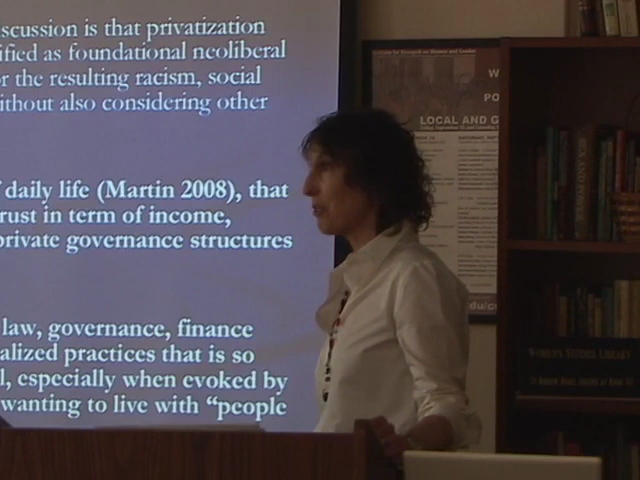 scussion is that privatization
ified as foundational neoliberal
or the resulting racism, social
ithout also considering other
f daily life (Martin 2008), that
rust in term of income,
private governance structures
law, governance, finance
alized practices that is so
l, especially when evoked by
wanting to live with “people
W
PO
LOCAL AND G
WOMEN'S STUDIES LIBRARY